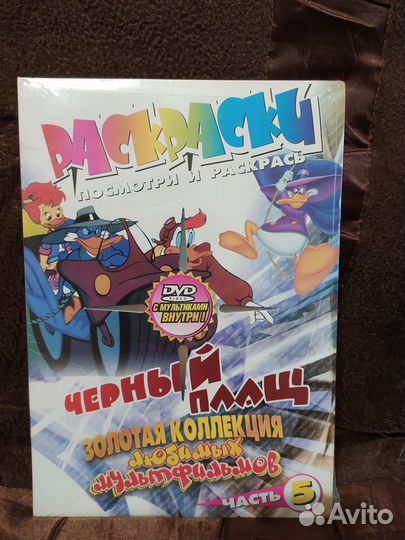 РАСКРАСКИ
ПОСМОТРИ И РАСКРАСЬ
DVD
VIDEO
С МУЛЬТИКАМИ
ВНУТРИ!
ЧЕРНЫЙ
ПЛАЩ
ЗОЛОТАЯ КОЛЛЕКЦИЯ
любимых
мультфильмов
ЧАСТЬ 5
Avito